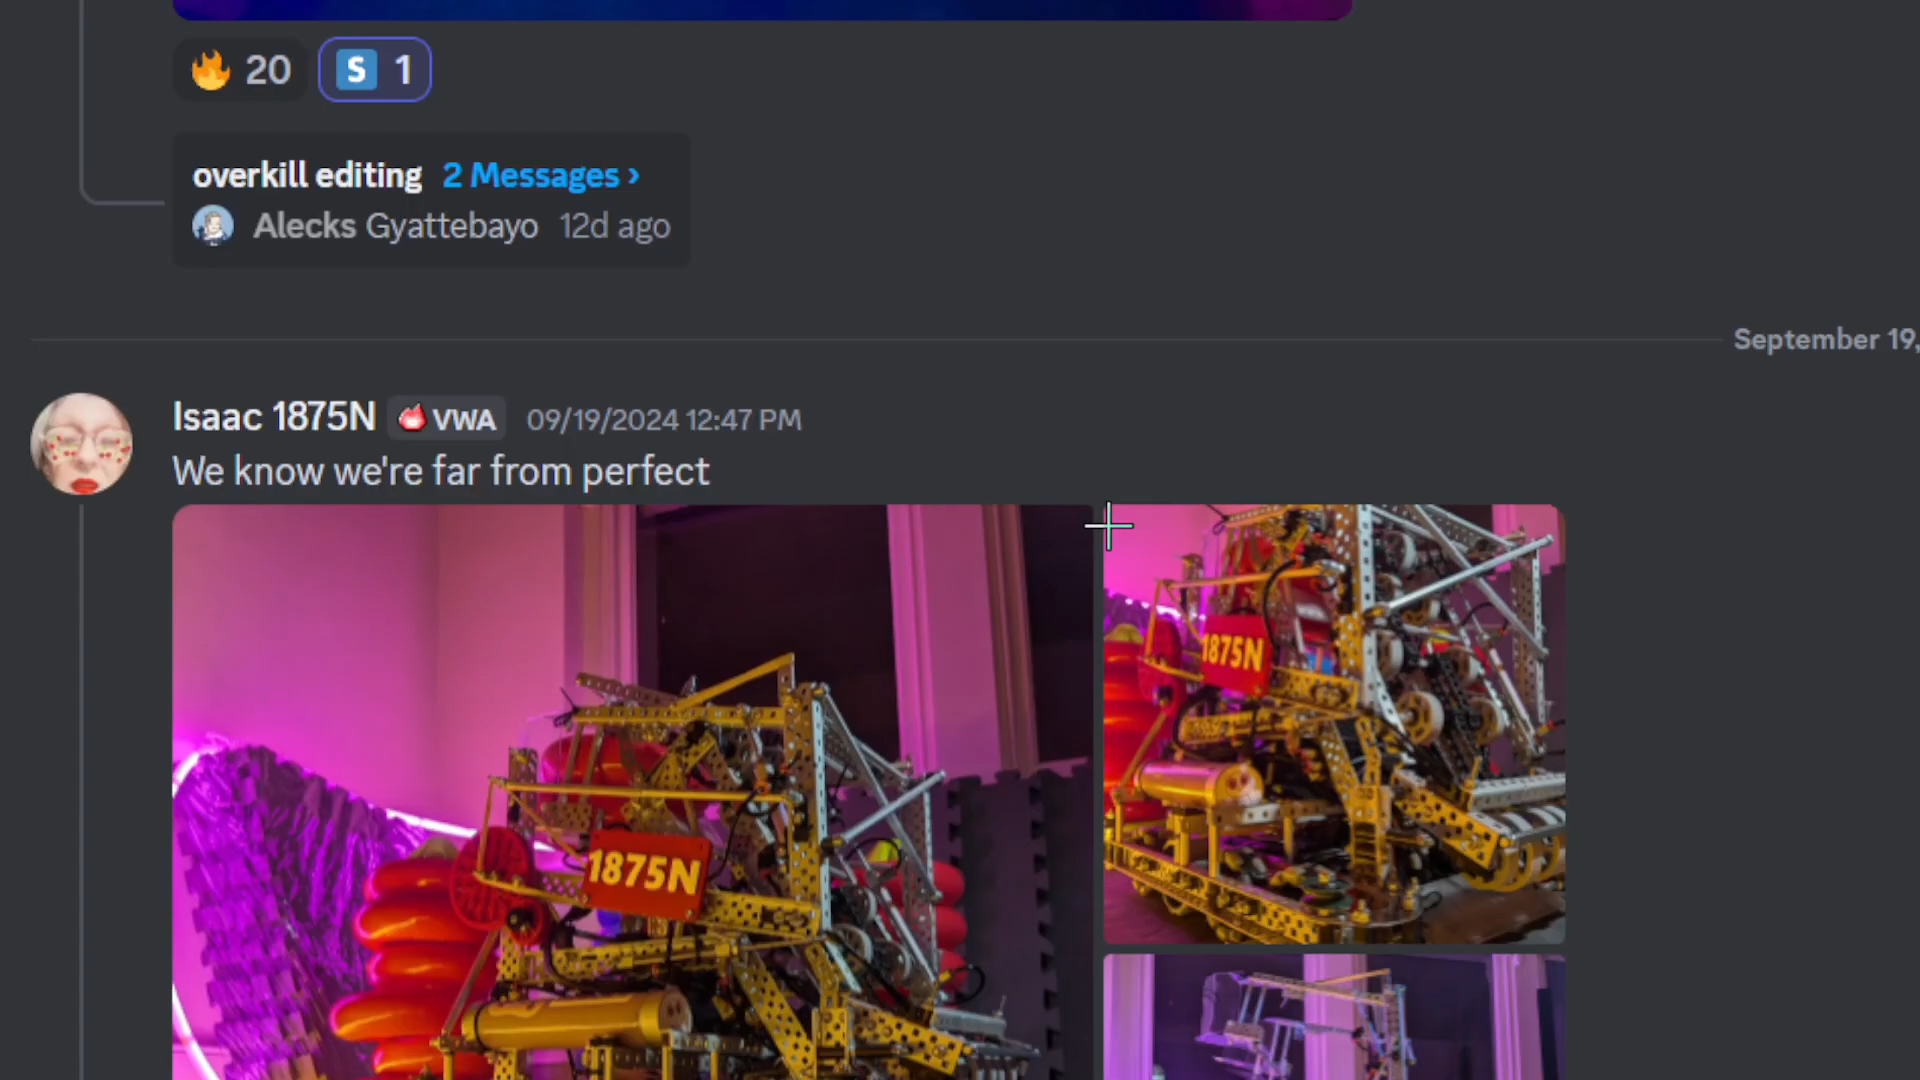 20 S 1
overkill editing 2 Messages ›
Alecks Gyattebayo 12d ago
September 19,
Isaac 1875N VWA 09/19/2024 12:47 PM
We know we're far from perfect
1875N
1875N